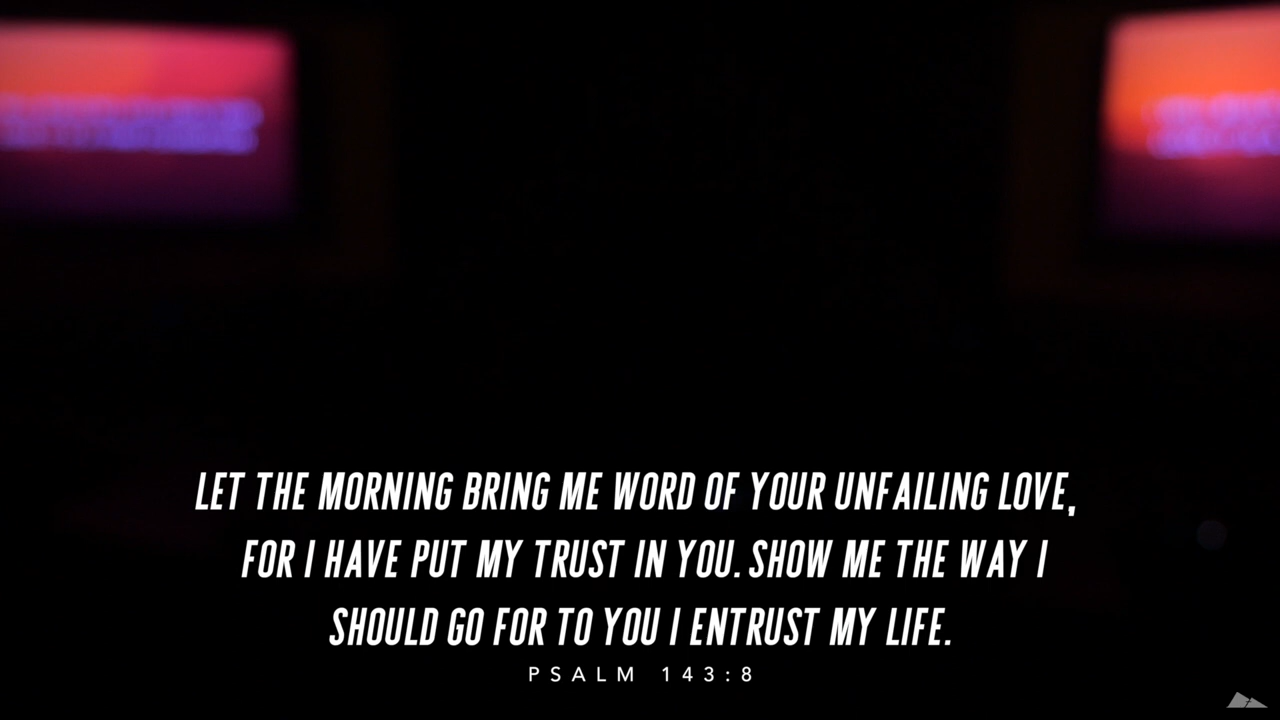 LET THE MORNING BRING ME WORD OF YOUR UNFAILING LOVE,
FOR I HAVE PUT MY TRUST IN YOU. SHOW ME THE WAY I
SHOULD GO FOR TO YOU I ENTRUST MY LIFE.
PSALM 143:8